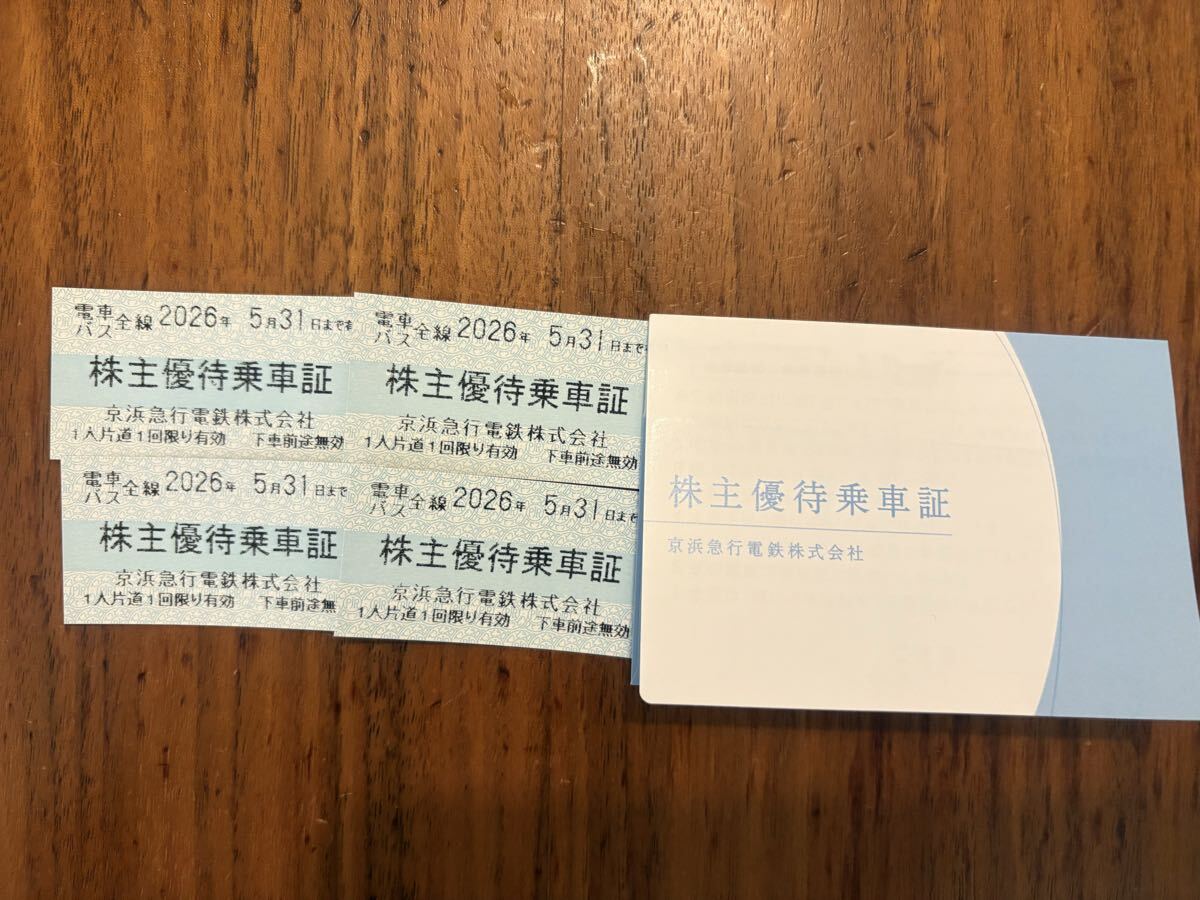 電車
バス全線2026年 5月31日まで
株主優待乗車証
京浜急行電鉄株式会社
1人片道1回限り有効 下車前途無効
電車
バス全線2026年 5月31日まで
株主優待乗車証
京浜急行電鉄株式会社
1人片道1回限り有効 下車前途無効
電車
バス全線2026年 5月31日まで
株主優待乗車証
京浜急行電鉄株式会社
1人片道1回限り有効 下車前途無
電車
バス全線2026年 5月31日まで
株主優待乗車証
京浜急行電鉄株式会社
1人片道1回限り有効 下車前途無効
株主優待乗車証
京浜急行電鉄株式会社